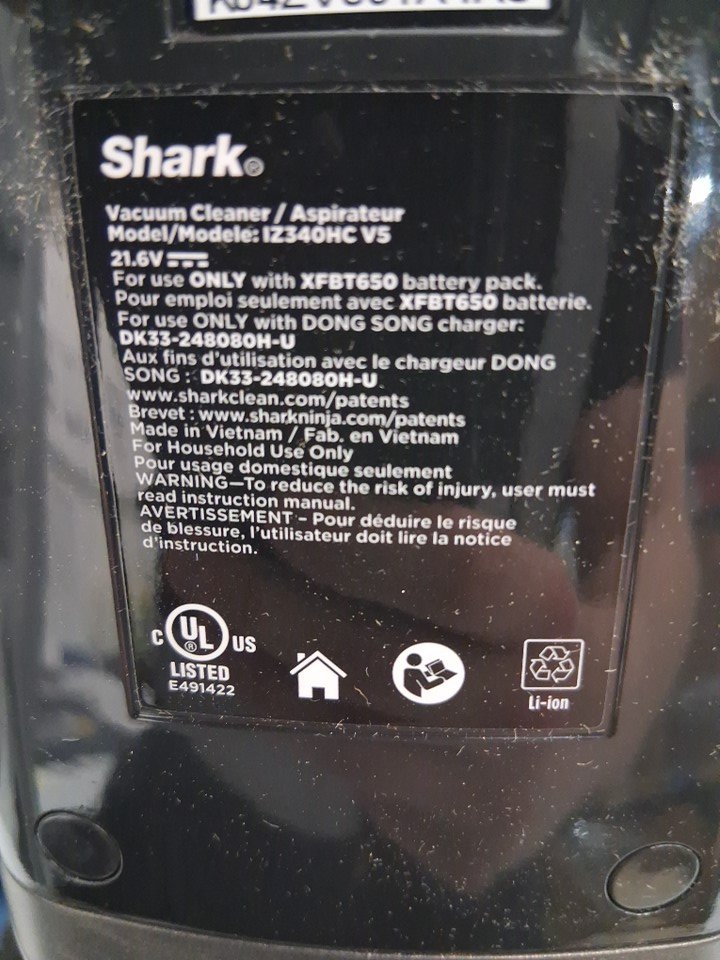 Shark®
Vacuum Cleaner / Aspirateur
Model/Modele: IZ340HC V5
21.6V
For use ONLY with XFBT650 battery pack.
Pour emploi seulement avec XFBT650 batterie.
For use ONLY with DONG SONG charger:
DK33-248080H-U
Aux fins d'utilisation avec le chargeur DONG
SONG : DK33-248080H-U
www.sharkclean.com/patents
Brevet : www.sharkninja.com/patents
Made in Vietnam / Fab. en Vietnam
For Household Use Only
Pour usage domestique seulement
WARNING—To reduce the risk of injury, user must
read instruction manual.
AVERTISSEMENT – Pour déduire le risque
de blessure, l'utilisateur doit lire la notice
d'instruction.
C UL® US
LISTED
E491422
Li-ion